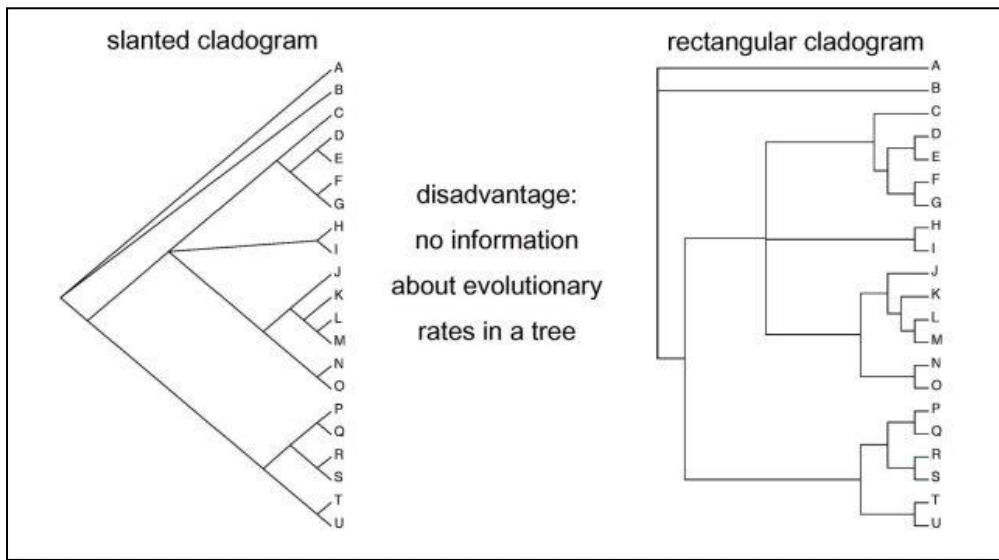 slanted cladogram
A
B
C
D
E
F
G
H
I
J
K
L
M
N
O
P
Q
R
S
T
U
disadvantage:
no information
about evolutionary
rates in a tree
rectangular cladogram
A
B
C
D
E
F
G
H
I
J
K
L
M
N
O
P
Q
R
S
T
U